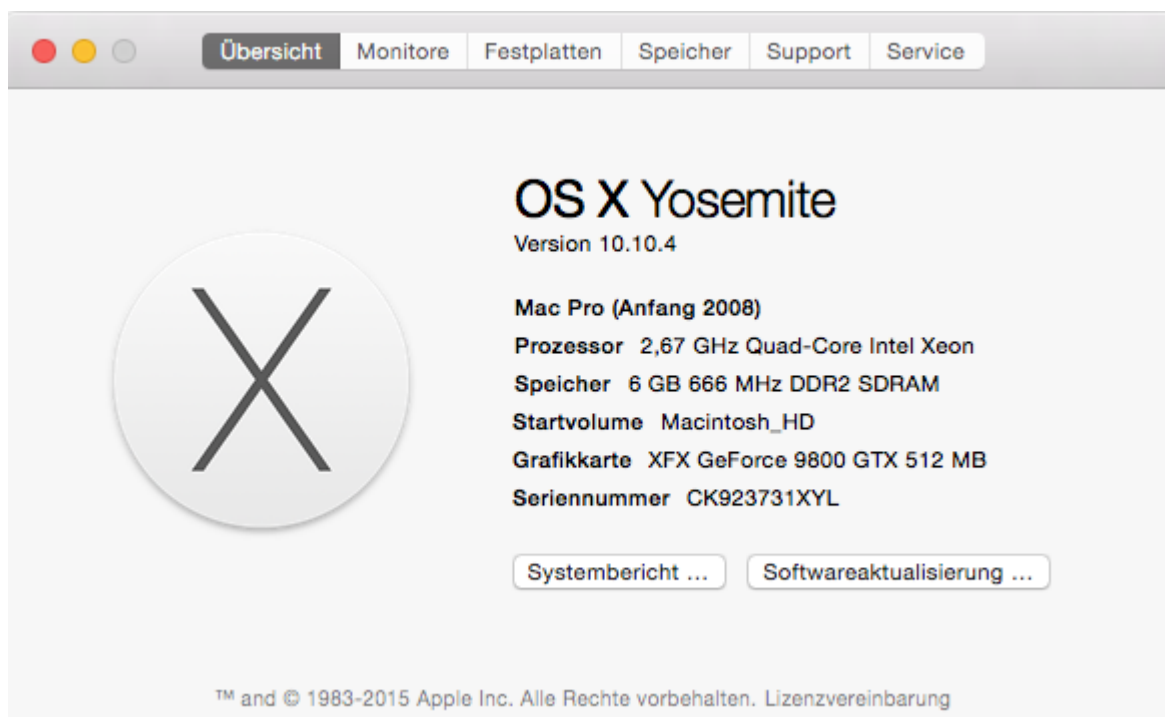 Übersicht Monitore Festplatten Speicher Support Service
OS X Yosemite
Version 10.10.4
Mac Pro (Anfang 2008)
Prozessor 2,67 GHz Quad-Core Intel Xeon
Speicher 6 GB 666 MHz DDR2 SDRAM
Startvolume Macintosh_HD
Grafikkarte XFX GeForce 9800 GTX 512 MB
Seriennummer CK923731XYL
Systembericht ... Softwareaktualisierung ...
™ and © 1983-2015 Apple Inc. Alle Rechte vorbehalten. Lizenzvereinbarung